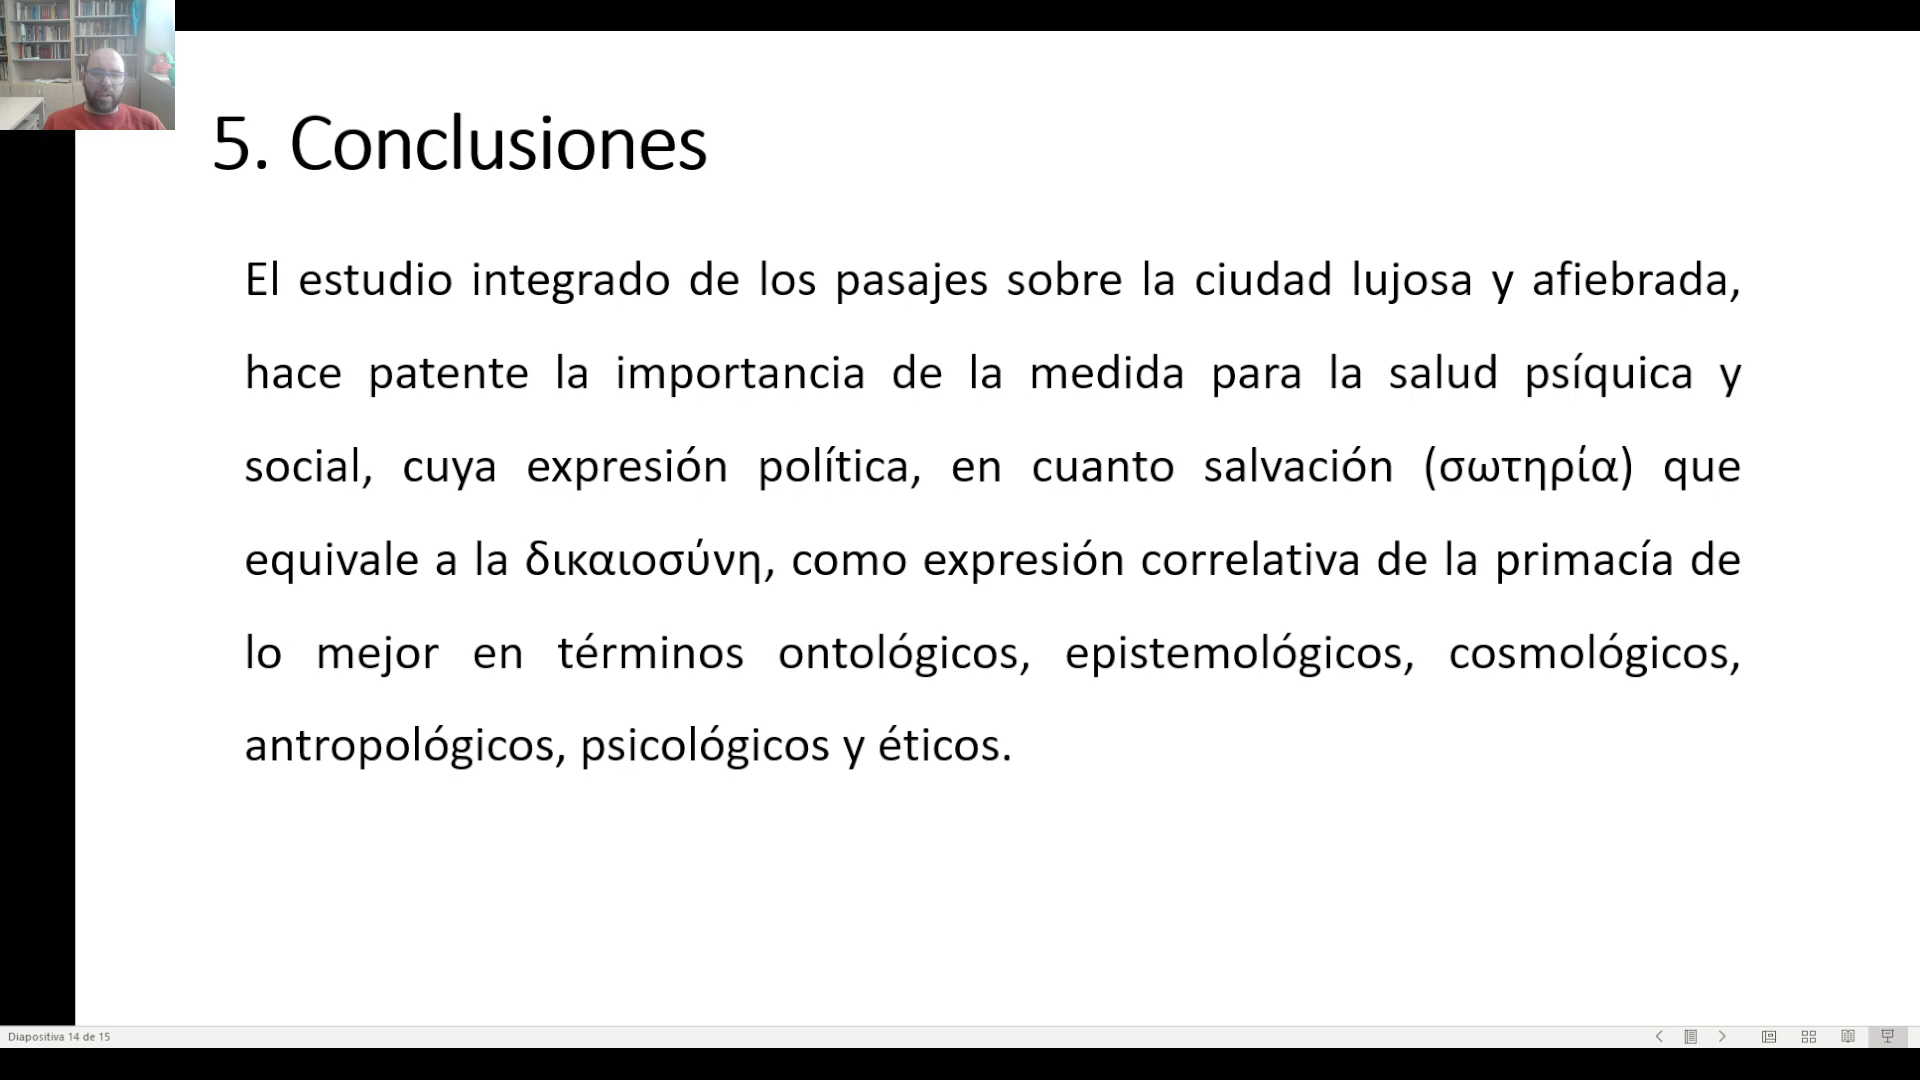 5. Conclusiones
El estudio integrado de los pasajes sobre la ciudad lujosa y afiebrada,
hace patente la importancia de la medida para la salud psíquica y
social, cuya expresión política, en cuanto salvación (σωτηρία) que
equivale a la δικαιοσύνη, como expresión correlativa de la primacía de
lo mejor en términos ontológicos, epistemológicos, cosmológicos,
antropológicos, psicológicos y éticos.
Diapositiva 14 de 15